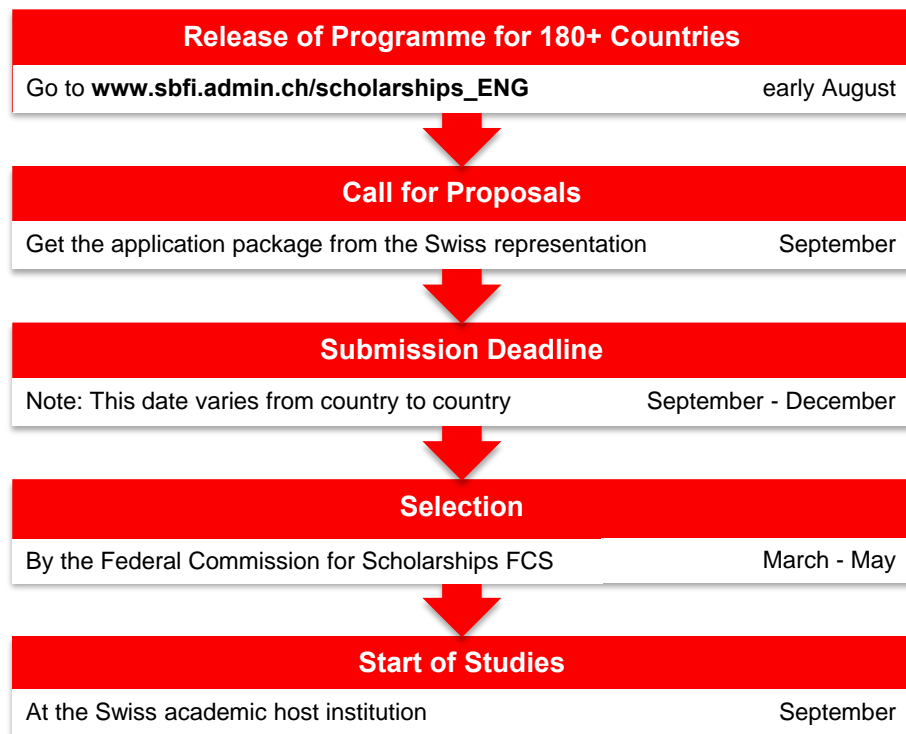 Release of Programme for 180+ Countries
Go to www.sbfi.admin.ch/scholarships_ENG early August
Call for Proposals
Get the application package from the Swiss representation September
Submission Deadline
Note: This date varies from country to country September - December
Selection
By the Federal Commission for Scholarships FCS March - May
Start of Studies
At the Swiss academic host institution September